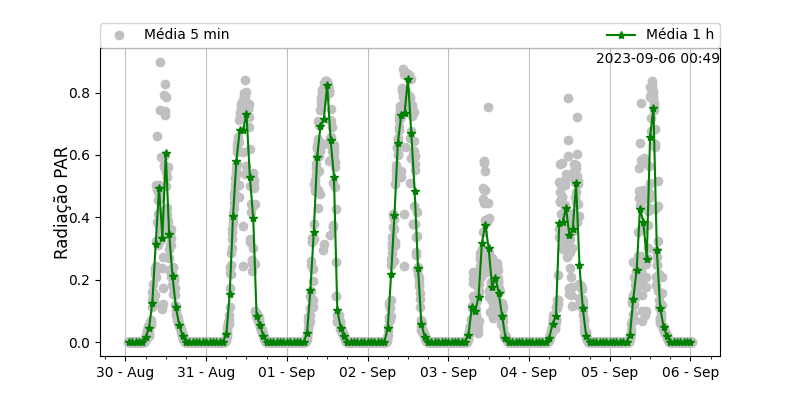 Média 5 min
Média 1 h
2023-09-06 00:49
Radiação PAR
0.8
0.6
0.4
0.2
0.0
30 - Aug
31 - Aug
01 - Sep
02 - Sep
03 - Sep
04 - Sep
05 - Sep
06 - Sep